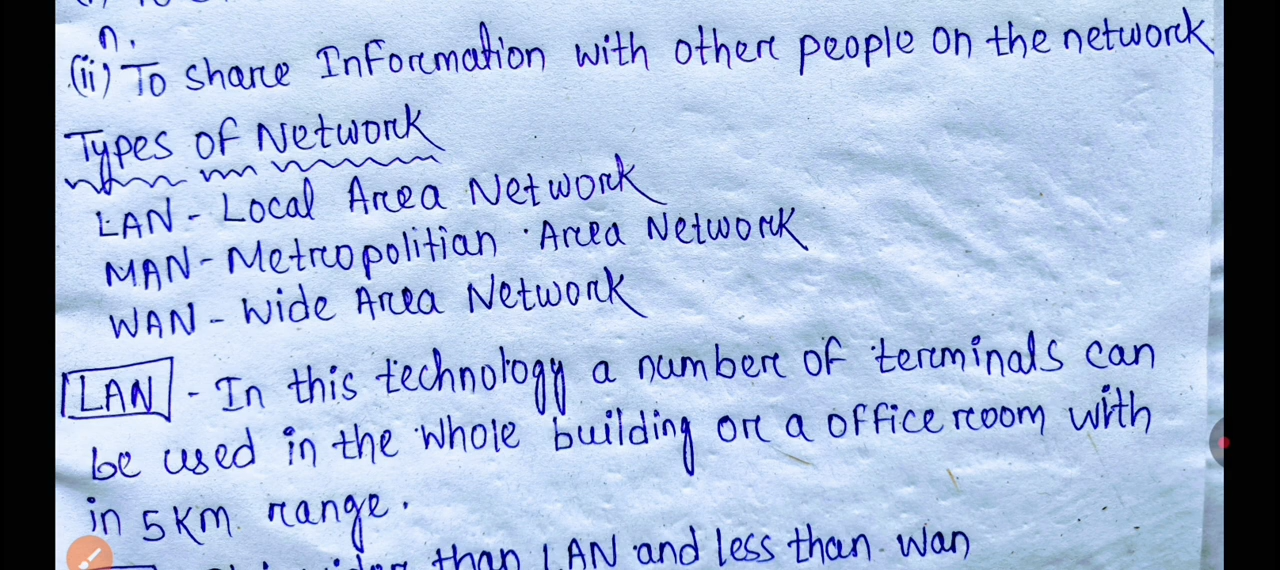 n.
(ii) To share Information with other people on the network
Types of Network
LAN - Local Area Network
MAN - Metropolitian Area Network
WAN - Wide Area Network
LAN - In this technology a number of terminals can
be used in the whole building or a office room with
in 5KM range.
than LAN and less than wan